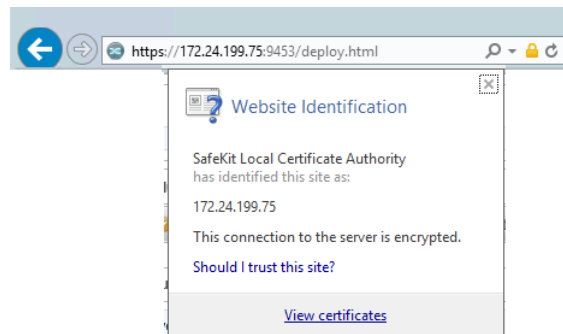 https://172.24.199.75:9453/deploy.html
Website Identification
SafeKit Local Certificate Authority
has identified this site as:
172.24.199.75
This connection to the server is encrypted.
Should I trust this site?
View certificates